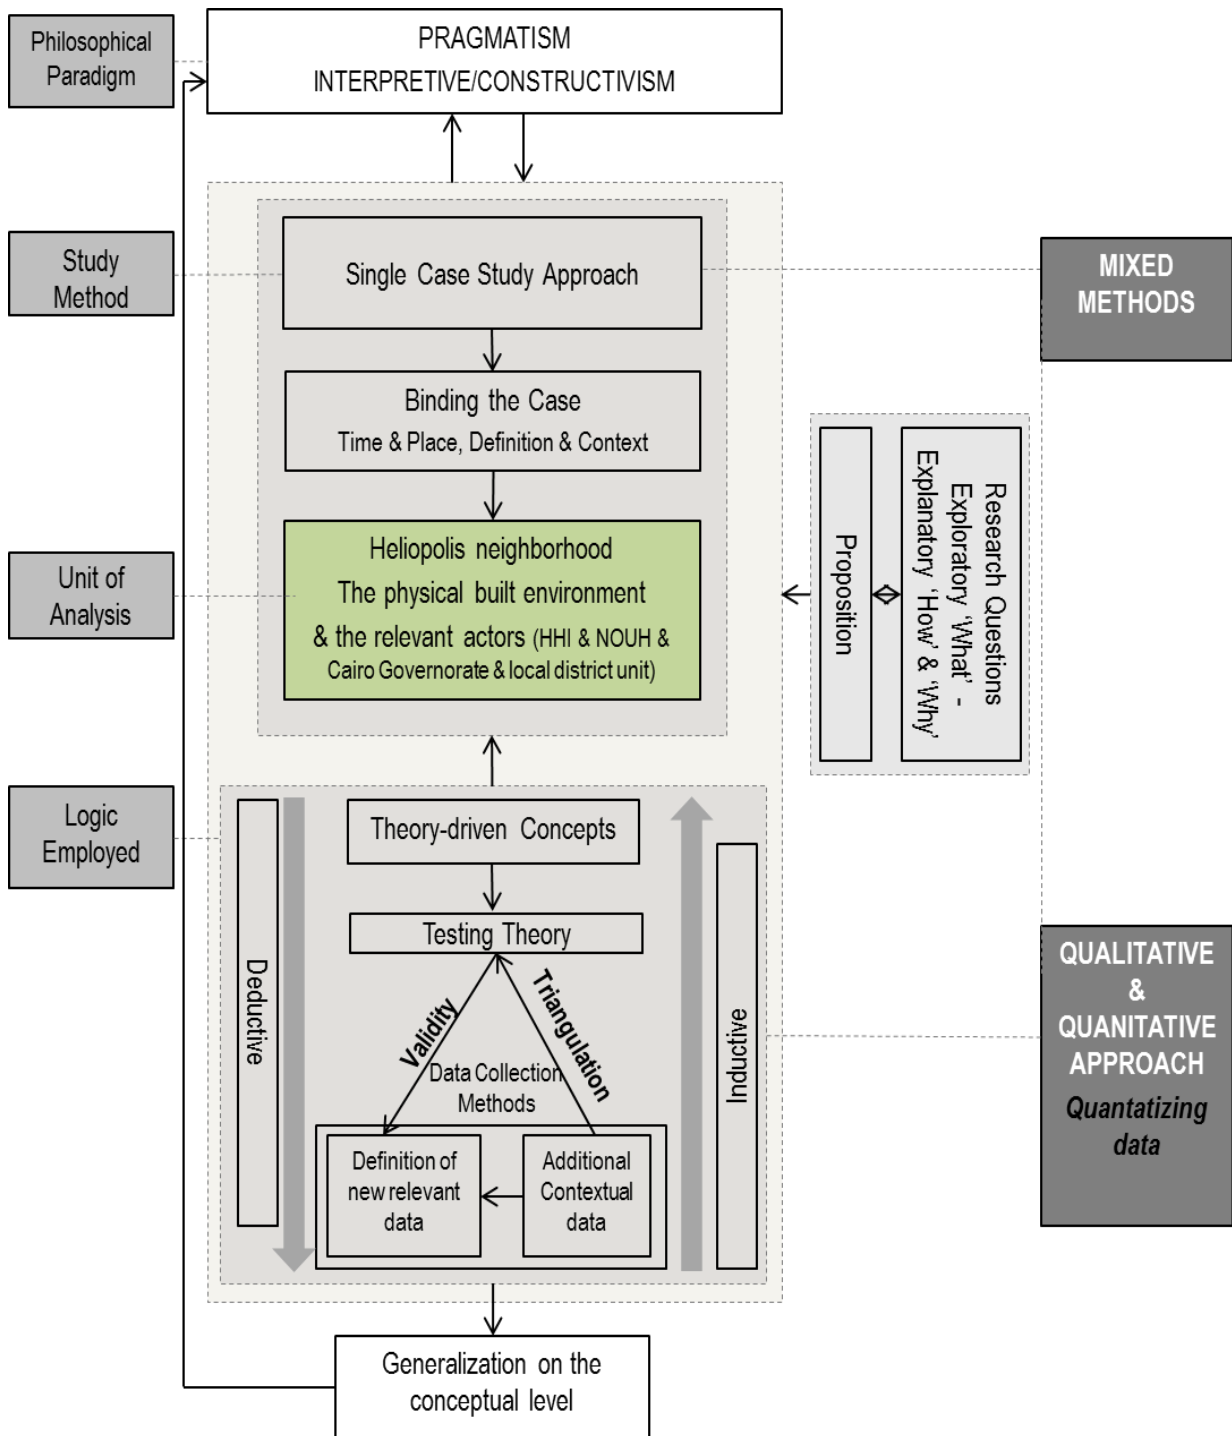 Philosophical
Paradigm
PRAGMATISM
INTERPRETIVE/CONSTRUCTIVISM
Study
Method
Single Case Study Approach
MIXED
METHODS
Binding the Case
Time & Place, Definition & Context
Research Questions
Exploratory ‘What’ -
Explanatory ‘How’ & ‘Why’
Proposition
Unit of
Analysis
Heliopolis neighborhood
The physical built environment
& the relevant actors (HHI & NOUH &
Cairo Governorate & local district unit)
Logic
Employed
Deductive
Theory-driven Concepts
Testing Theory
Validity
Triangulation
Data Collection
Methods
Definition of
new relevant
data
Additional
Contextual
data
Inductive
QUALITATIVE
&
QUANITATIVE
APPROACH
Quantatizing
data
Generalization on the
conceptual level